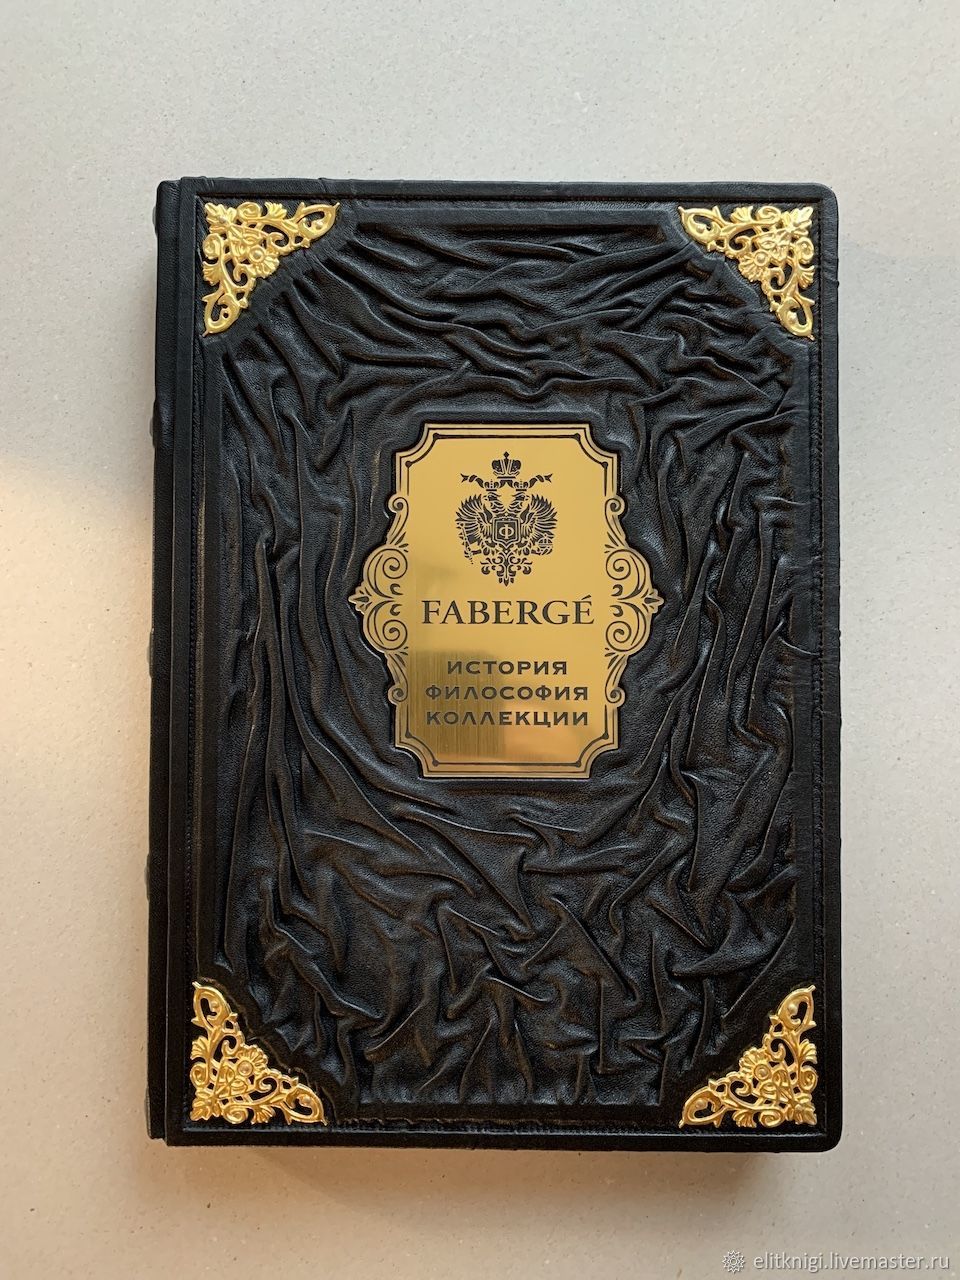 Ф
FABERGÉ
ИСТОРИЯ
ФИЛОСОФИЯ
КОЛЛЕКЦИИ
elitknigi.livemaster.ru